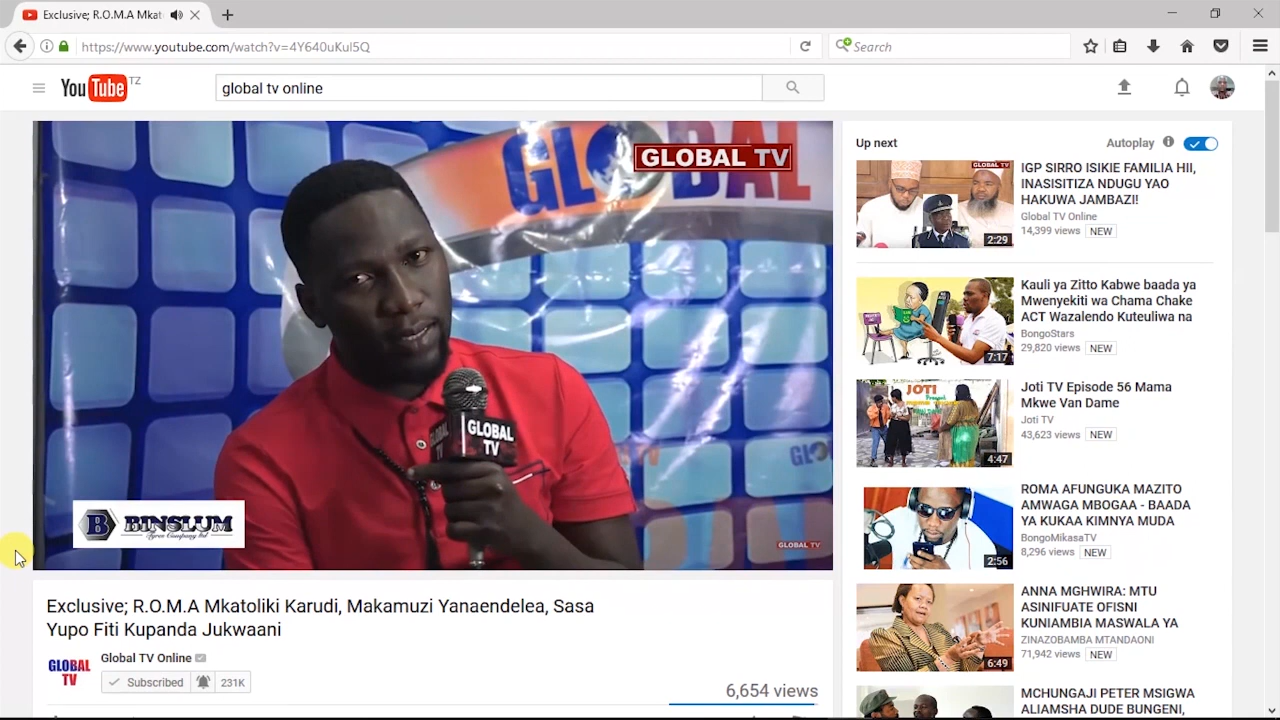 Exclusive; R.O.M.A Mkat
https://www.youtube.com/watch?v=4Y640uKul5Q
Search
YouTube TZ
global tv online
GLOBAL
GLOBAL TV
GLOBAL TV
BINSLUM
Tyres Company ltd
GLOBAL TV
Exclusive; R.O.M.A Mkatoliki Karudi, Makamuzi Yanaendelea, Sasa
Yupo Fiti Kupanda Jukwaani
GLOBAL
TV
Global TV Online
Subscribed
231K
6,654 views
Up next
Autoplay
GLOBAL TV
2:29
IGP SIRRO ISIKIE FAMILIA HII,
INASISITIZA NDUGU YAO
HAKUWA JAMBAZI!
Global TV Online
14,399 views NEW
7:17
Kauli ya Zitto Kabwe baada ya
Mwenyekiti wa Chama Chake
ACT Wazalendo Kuteuliwa na
BongoStars
29,820 views NEW
JOTI
4:47
Joti TV Episode 56 Mama
Mkwe Van Dame
Joti TV
43,623 views NEW
2:56
ROMA AFUNGUKA MAZITO
AMWAGA MBOGAA - BAADA
YA KUKAA KIMNYA MUDA
BongoMikasaTV
8,296 views NEW
6:49
ANNA MGHWIRA: MTU
ASINIFUATE OFISNI
KUNIAMBIA MASWALA YA
ZINAZOBAMBA MTANDAONI
71,942 views NEW
MCHUNGAJI PETER MSIGWA
ALIAMSHA DUDE BUNGENI,